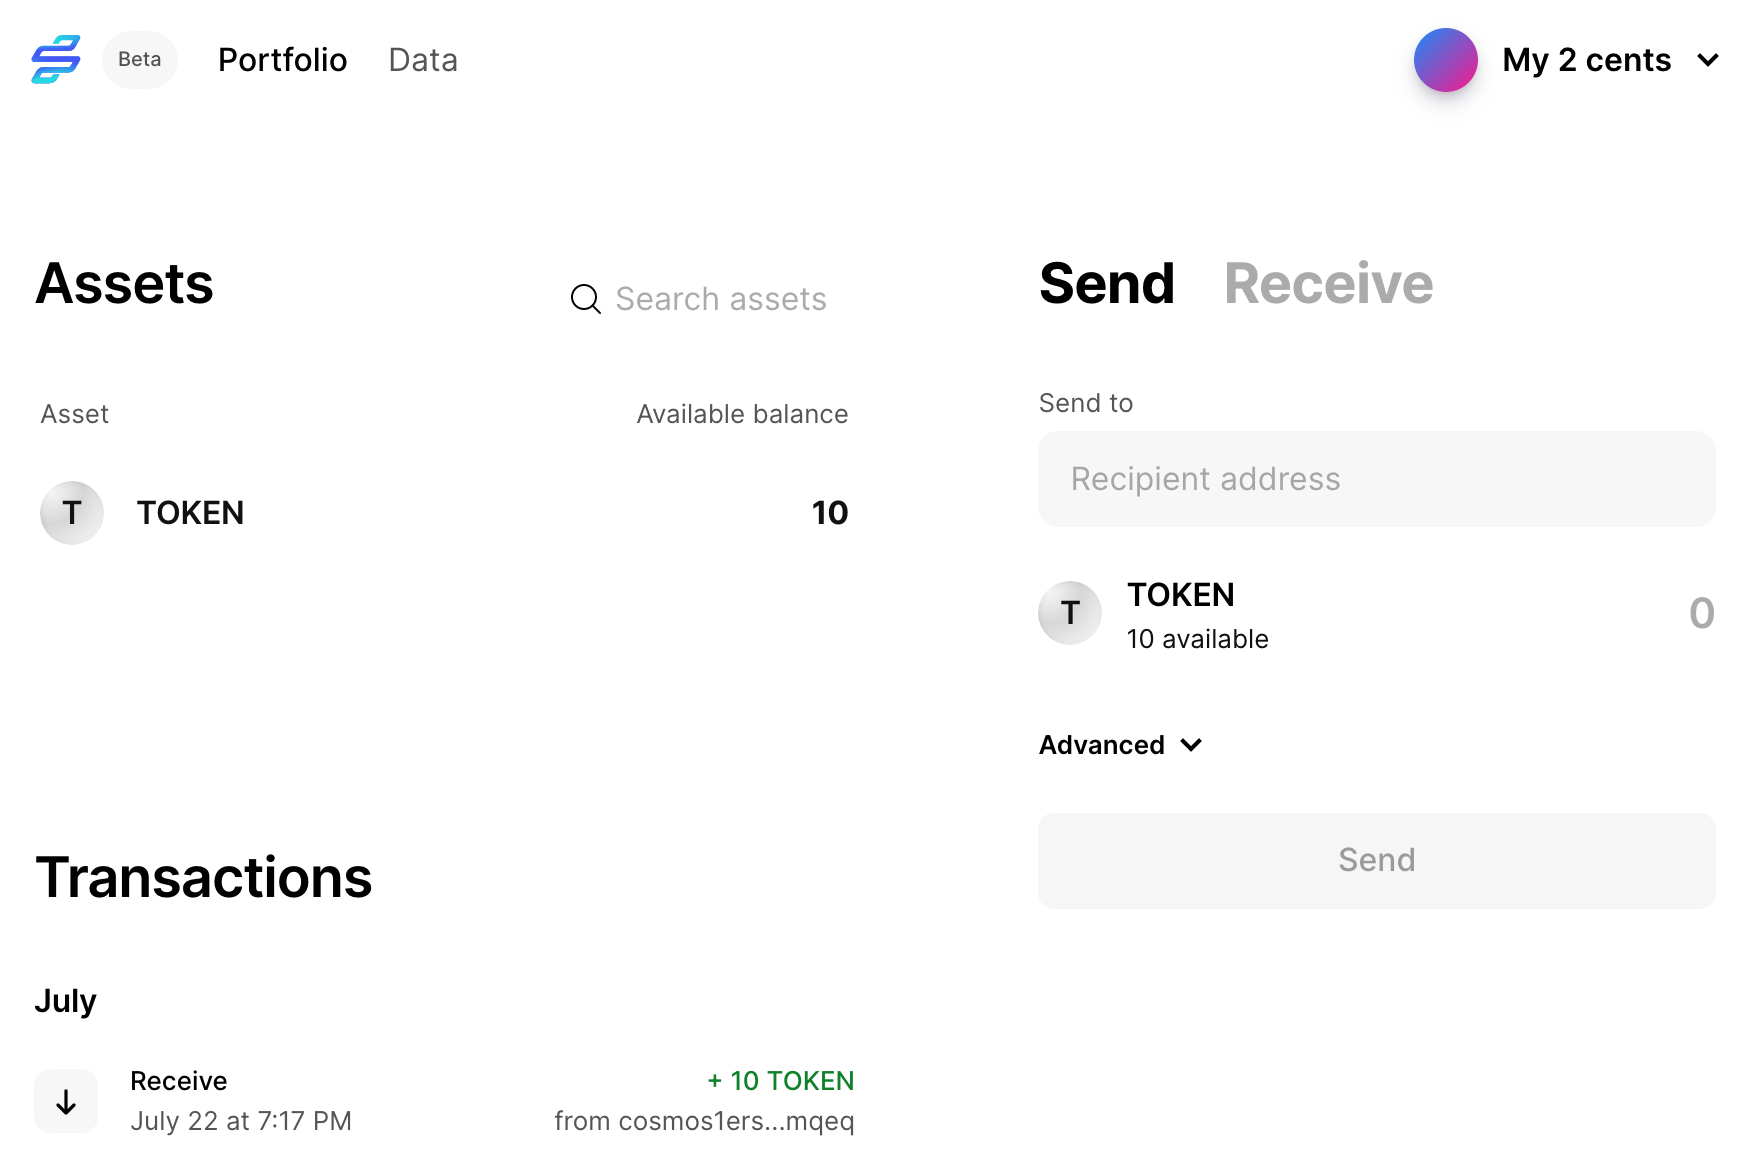 Beta Portfolio Data My 2 cents
Assets
Search assets
Asset Available balance
T TOKEN 10
Transactions
July
Receive + 10 TOKEN
July 22 at 7:17 PM from cosmos1ers...mqeq
Send Receive
Send to
Recipient address
T TOKEN 0
10 available
Advanced
Send